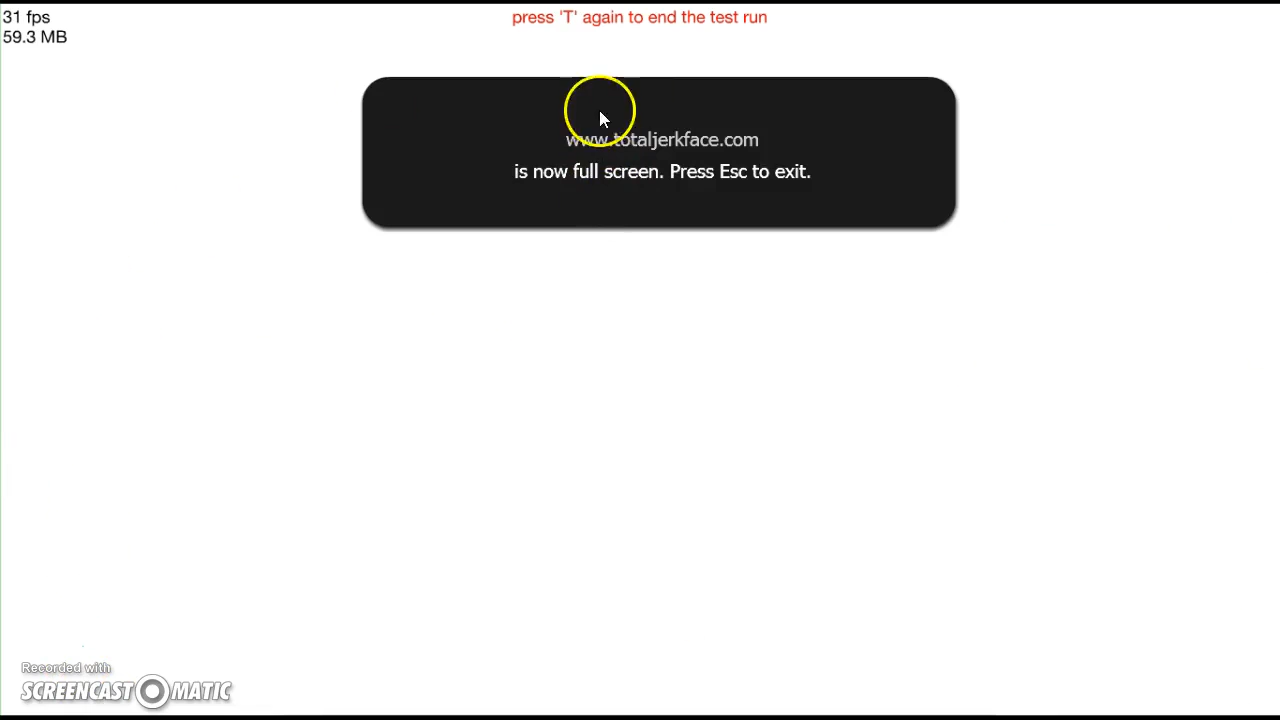 31 fps
press 'T' again to end the test run
59.3 MB
www.totaljerkface.com
is now full screen. Press Esc to exit.
Recorded with
SCREENCAST O MATIC